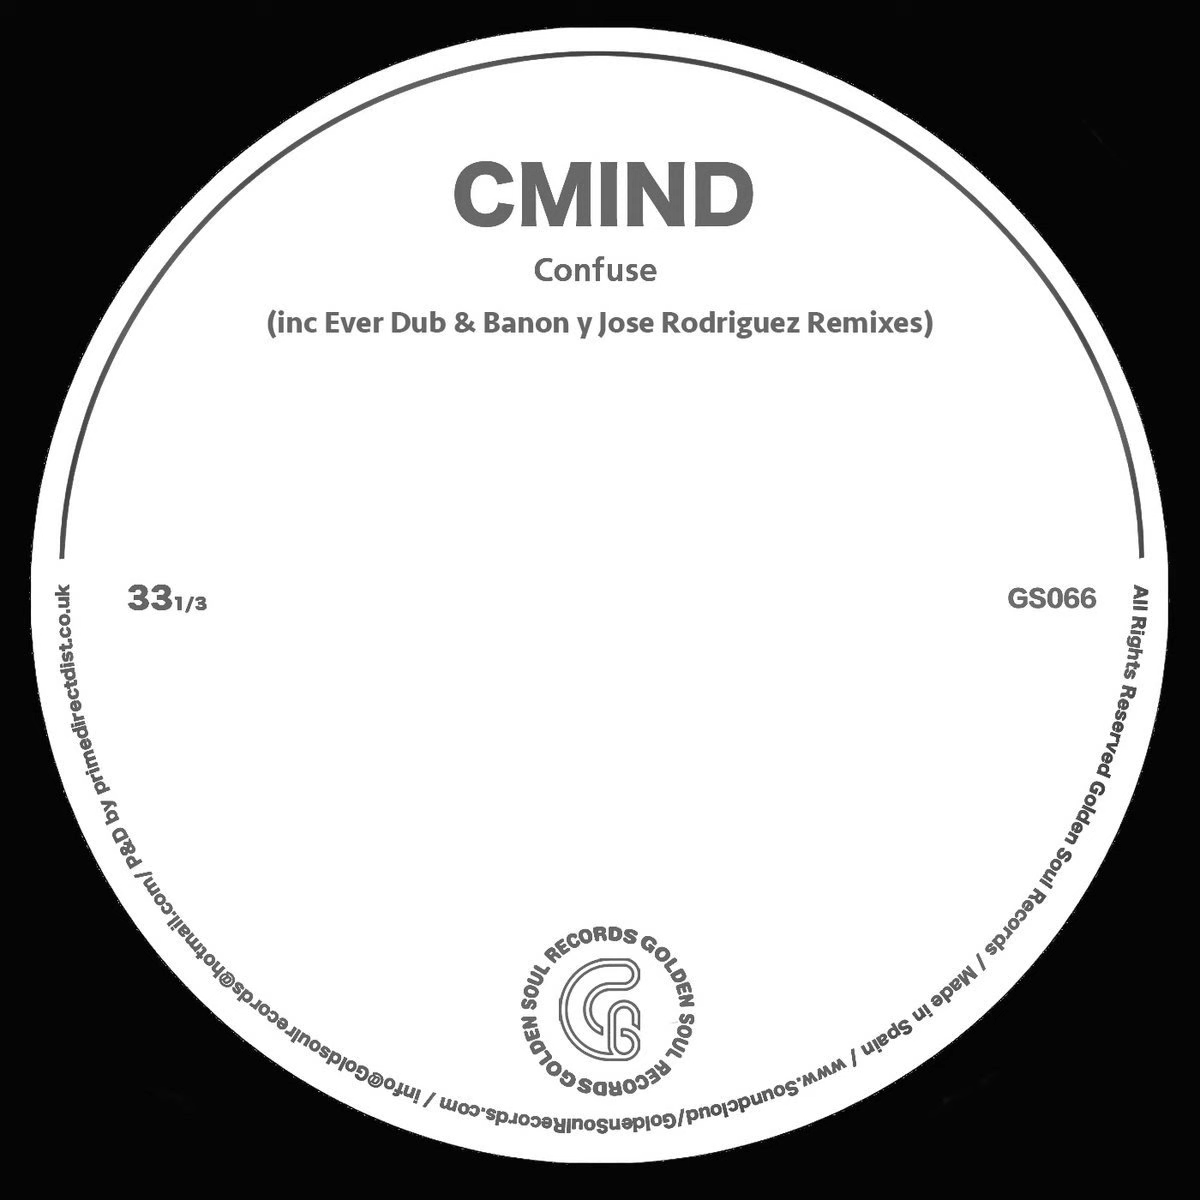 CMIND
Confuse
(inc Ever Dub & Banon y Jose Rodriguez Remixes)
33 1/3
GS066
All Rights Reserved Golden Soul Records / Made in Spain / www.Soundcloud/GoldenSoulRecords.com / info@Goldsoulrecords@hotmail.com/ P&D by primedirectdist.co.uk
GOLDEN SOUL RECORDS GOLDEN SOUL RECORDS